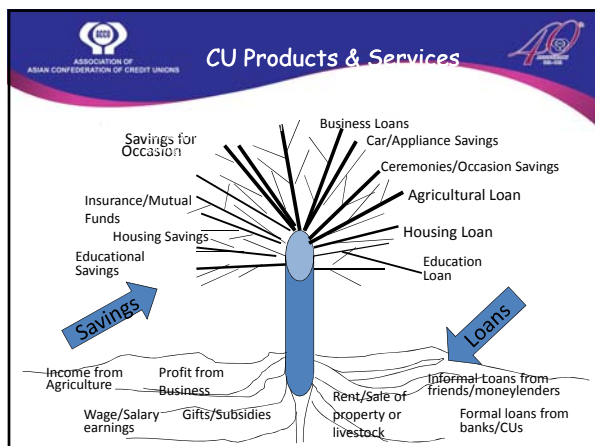 ACCU
ASSOCIATION OF
ASIAN CONFEDERATION OF CREDIT UNIONS
CU Products & Services
Savings for
Occasion
Business Loans
Car/Appliance Savings
Ceremonies/Occasion Savings
Insurance/Mutual
Funds
Agricultural Loan
Housing Savings
Housing Loan
Educational
Savings
Education
Loan
Savings
Loans
Income from
Agriculture
Profit from
Business
Informal Loans from
friends/moneylenders
Wage/Salary
earnings
Gifts/Subsidies
Rent/Sale of
property or
livestock
Formal loans from
banks/CUs